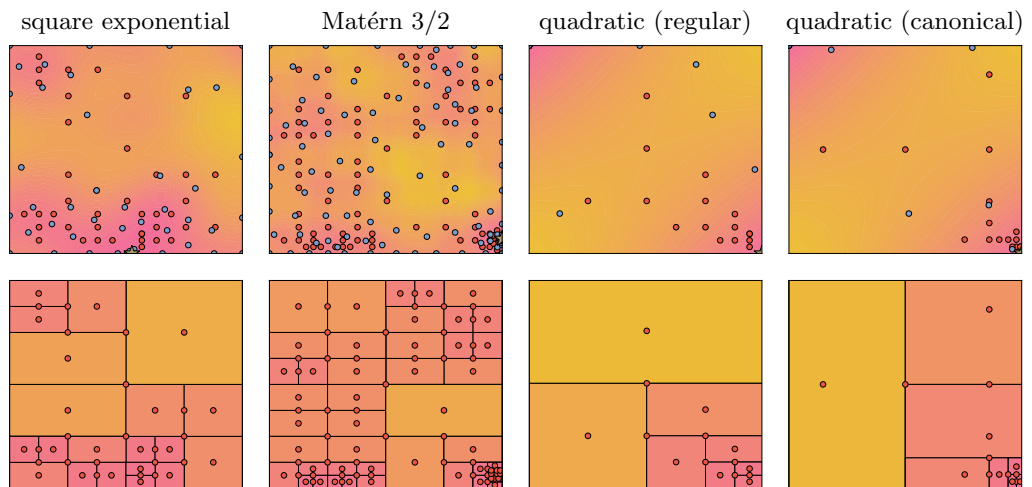 square exponential
Matérn 3/2
quadratic (regular)
quadratic (canonical)